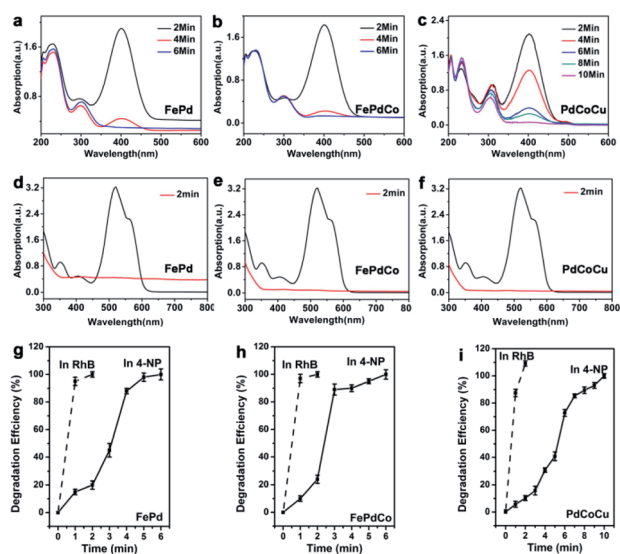 a
1.6
0.8
200 300 400 500 600
2Min
4Min
6Min
FePd
Wavelength(nm)
Absorption(a.u.)
b
1.6
1.2
0.8
0.4
0.0
200 300 400 500 600
2Min
4Min
6Min
FePdCo
Wavelength(nm)
Absorption(a.u.)
c
2.4
1.6
0.8
0.0
200 300 400 500 600
2Min
4Min
6Min
8Min
10Min
PdCoCu
Wavelength(nm)
Absorption(a.u.)
d
3.2
2.4
1.6
0.8
0.0
300 400 500 600 700 800
2min
FePd
Wavelength(nm)
Absorption(a.u.)
e
3.2
2.4
1.6
0.8
0.0
300 400 500 600 700 800
2min
FePdCo
Wavelength(nm)
Absorption(a.u.)
f
3.2
2.4
1.6
0.8
0.0
300 400 500 600 700 800
2min
PdCoCu
Wavelength(nm)
Absorption(a.u.)
g
120
100
80
60
40
20
0
0 1 2 3 4 5 6
In RhB
In 4-NP
FePd
Time (min)
Degradation Effciency (%)
h
120
100
80
60
40
20
0
0 1 2 3 4 5 6
In RhB
In 4-NP
FePdCo
Time (min)
Degradation Effciency (%)
i
120
100
80
60
40
20
0
0 2 4 6 8 10
In RhB
In 4-NP
PdCoCu
Time (min)
Degradation Effciency (%)